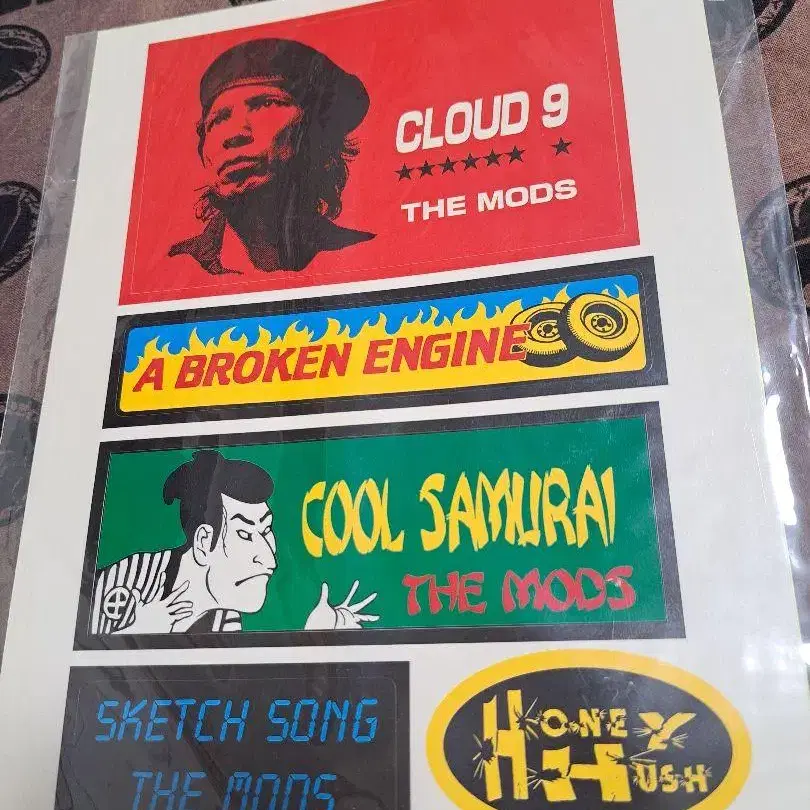 CLOUD 9
★★★★★★ ★
THE MODS
A BROKEN ENGINE
COOL SAMURAI
THE MODS
SKETCH SONG
THE MODS
HONEY
HUSH